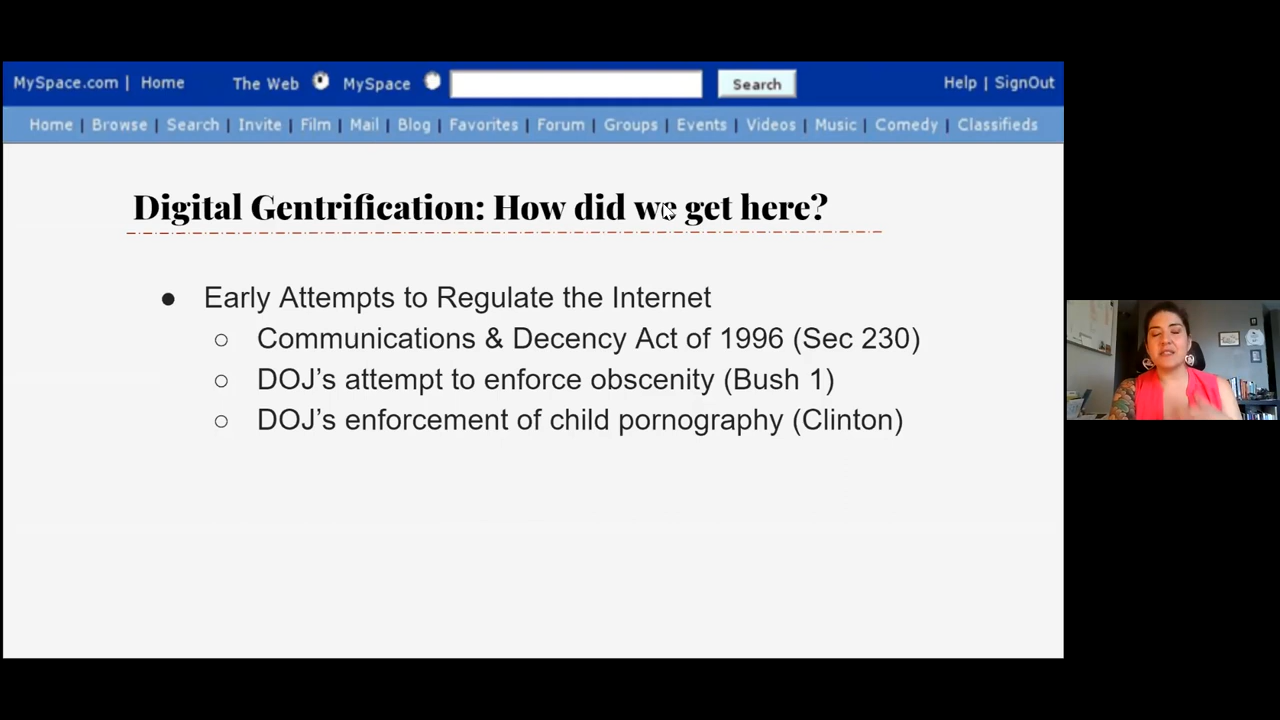 MySpace.com | Home The Web MySpace Search Help | SignOut
Home | Browse | Search | Invite | Film | Mail | Blog | Favorites | Forum | Groups | Events | Videos | Music | Comedy | Classifieds
Digital Gentrification: How did we get here?
● Early Attempts to Regulate the Internet
○ Communications & Decency Act of 1996 (Sec 230)
○ DOJ’s attempt to enforce obscenity (Bush 1)
○ DOJ’s enforcement of child pornography (Clinton)